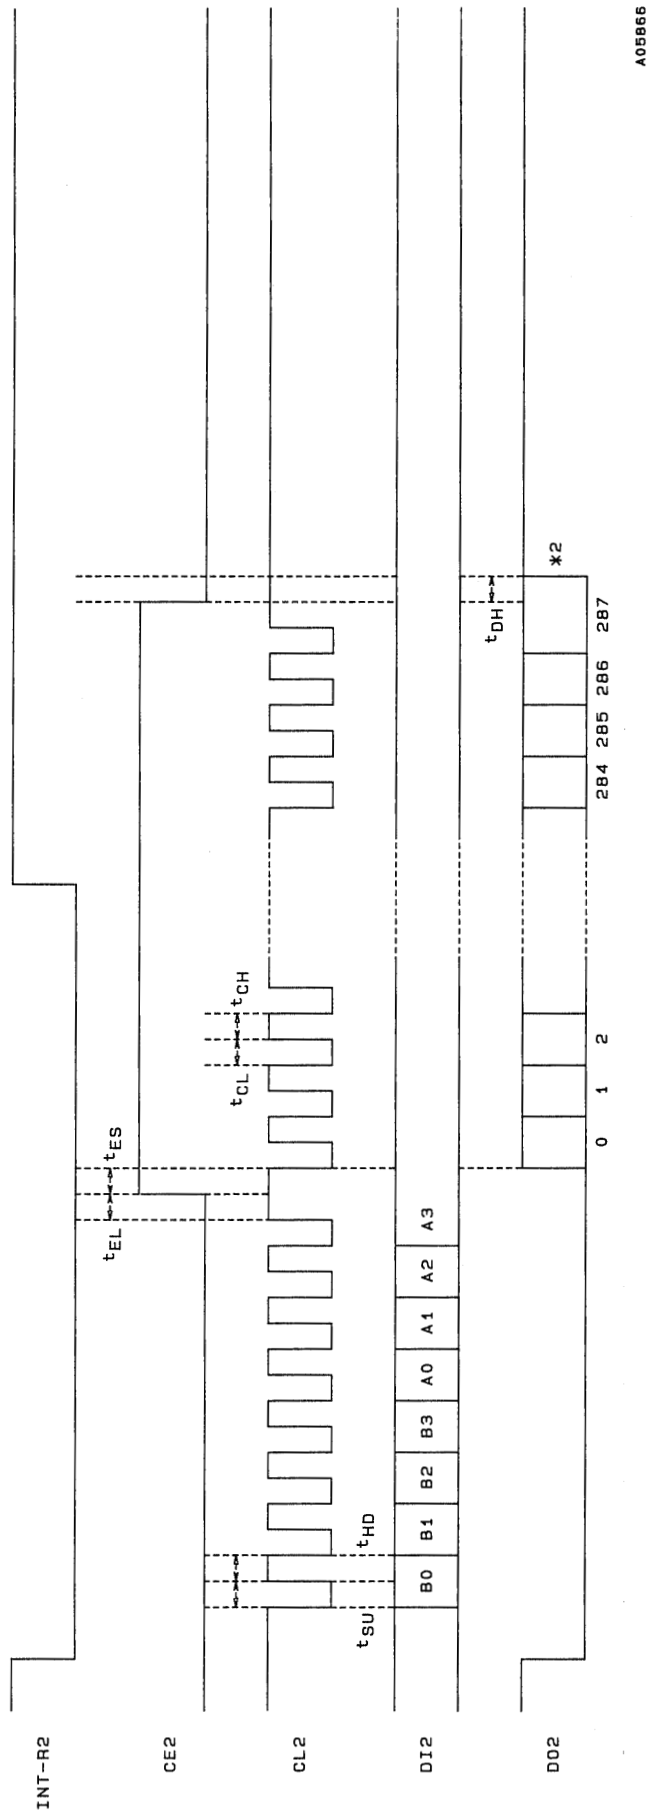 INT-R2
CE2
tEL
tES
CL2
tCL
tCH
tSU
tHD
DI2
B0 B1 B2 B3 A0 A1 A2 A3
tDH
DO2
*2
0 1 2 284 285 286 287
A05866